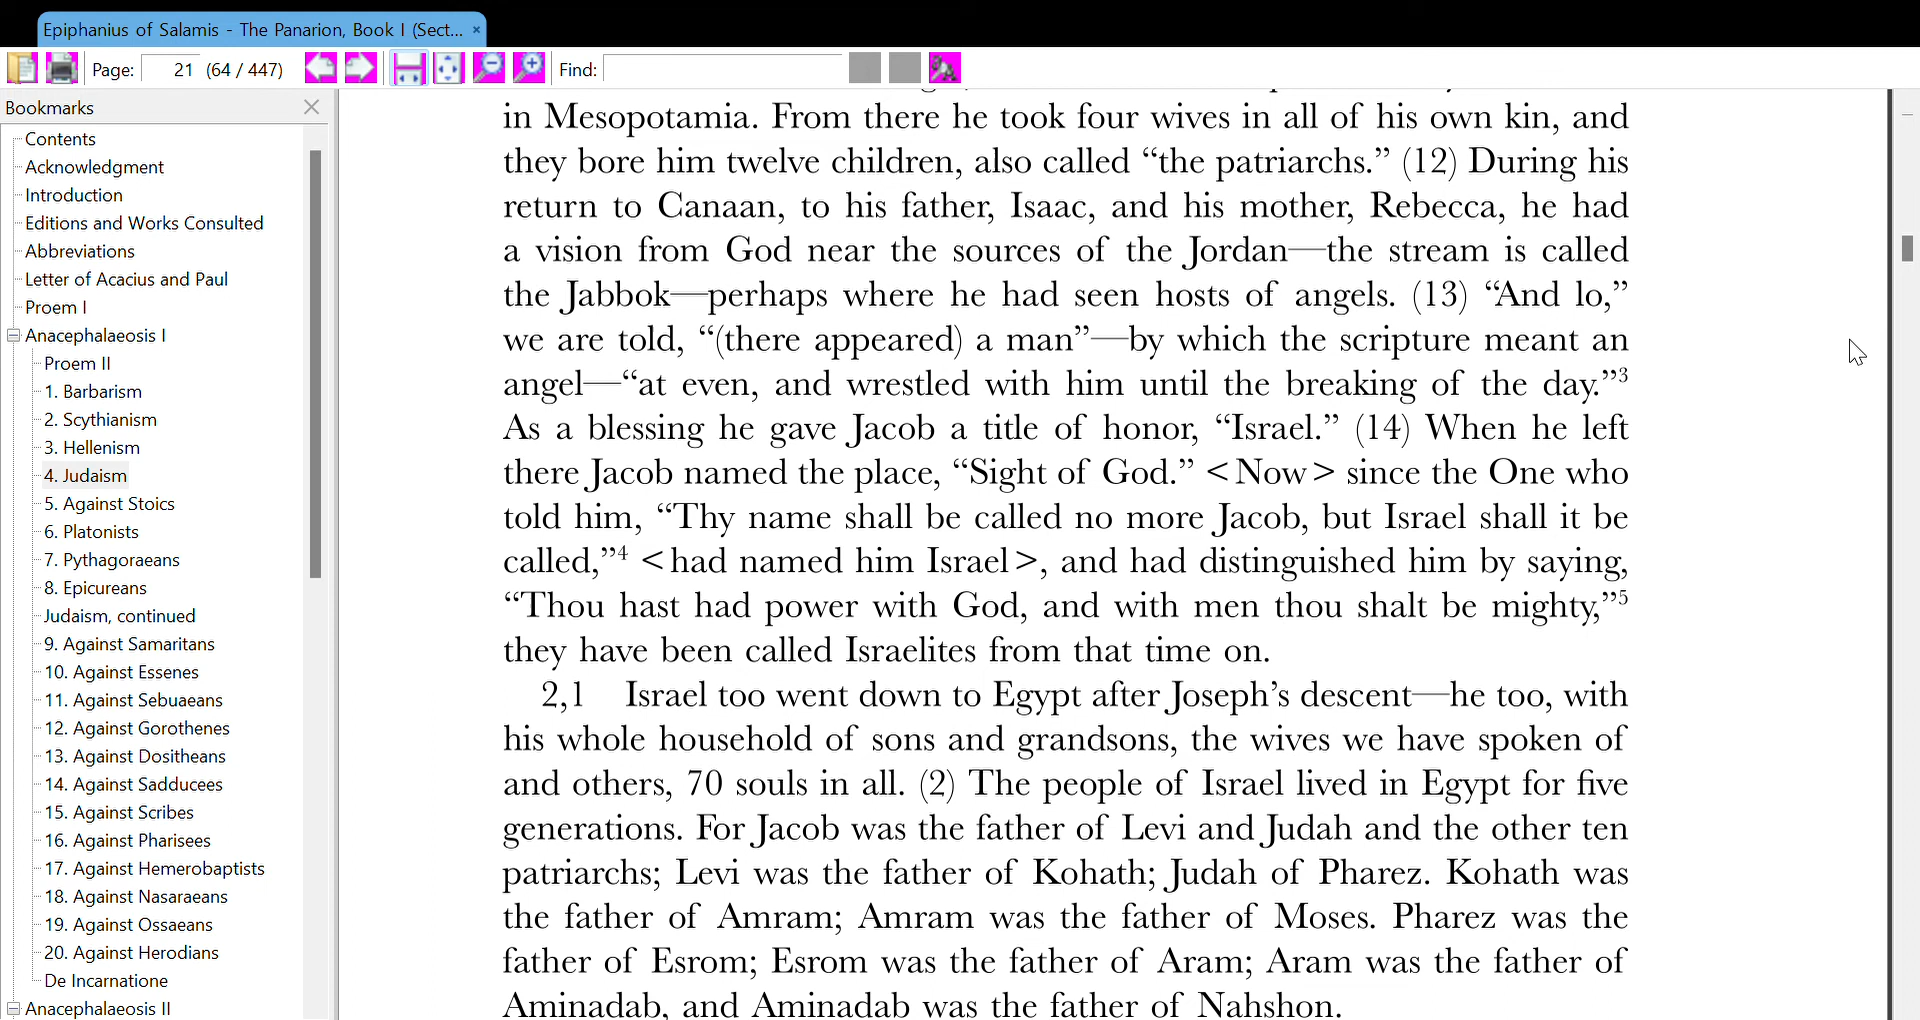 Epiphanius of Salamis - The Panarion, Book I (Sect... ×
Page: 21 (64 / 447) Find:
Bookmarks
Contents
Acknowledgment
Introduction
Editions and Works Consulted
Abbreviations
Letter of Acacius and Paul
Proem I
Anacephalaeosis I
Proem II
1. Barbarism
2. Scythianism
3. Hellenism
4. Judaism
5. Against Stoics
6. Platonists
7. Pythagoraeans
8. Epicureans
Judaism, continued
9. Against Samaritans
10. Against Essenes
11. Against Sebuaeans
12. Against Gorothenes
13. Against Dositheans
14. Against Sadducees
15. Against Scribes
16. Against Pharisees
17. Against Hemerobaptists
18. Against Nasaraeans
19. Against Ossaeans
20. Against Herodians
De Incarnatione
Anacephalaeosis II
in Mesopotamia. From there he took four wives in all of his own kin, and
they bore him twelve children, also called “the patriarchs.” (12) During his
return to Canaan, to his father, Isaac, and his mother, Rebecca, he had
a vision from God near the sources of the Jordan—the stream is called
the Jabbok—perhaps where he had seen hosts of angels. (13) “And lo,”
we are told, “(there appeared) a man”—by which the scripture meant an
angel—“at even, and wrestled with him until the breaking of the day.”³
As a blessing he gave Jacob a title of honor, “Israel.” (14) When he left
there Jacob named the place, “Sight of God.” <Now> since the One who
told him, “Thy name shall be called no more Jacob, but Israel shall it be
called,”⁴ <had named him Israel>, and had distinguished him by saying,
“Thou hast had power with God, and with men thou shalt be mighty,”⁵
they have been called Israelites from that time on.
2,1 Israel too went down to Egypt after Joseph’s descent—he too, with
his whole household of sons and grandsons, the wives we have spoken of
and others, 70 souls in all. (2) The people of Israel lived in Egypt for five
generations. For Jacob was the father of Levi and Judah and the other ten
patriarchs; Levi was the father of Kohath; Judah of Pharez. Kohath was
the father of Amram; Amram was the father of Moses. Pharez was the
father of Esrom; Esrom was the father of Aram; Aram was the father of
Aminadab, and Aminadab was the father of Nahshon.